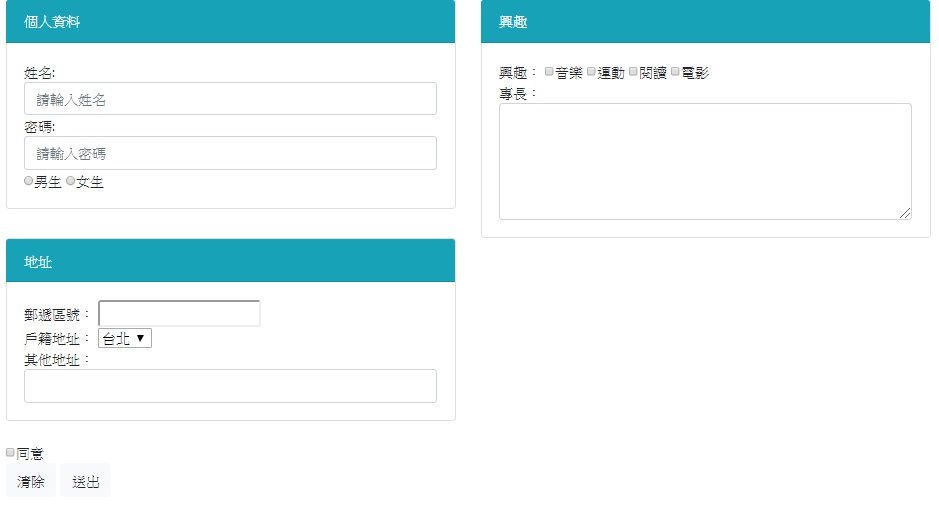 個人資料
姓名:
請輸入姓名
密碼:
請輸入密碼
男生 女生
地址
郵遞區號：
戶籍地址： 台北 ▼
其他地址：
同意
清除 送出
興趣
興趣： 音樂 運動 閱讀 電影
專長：